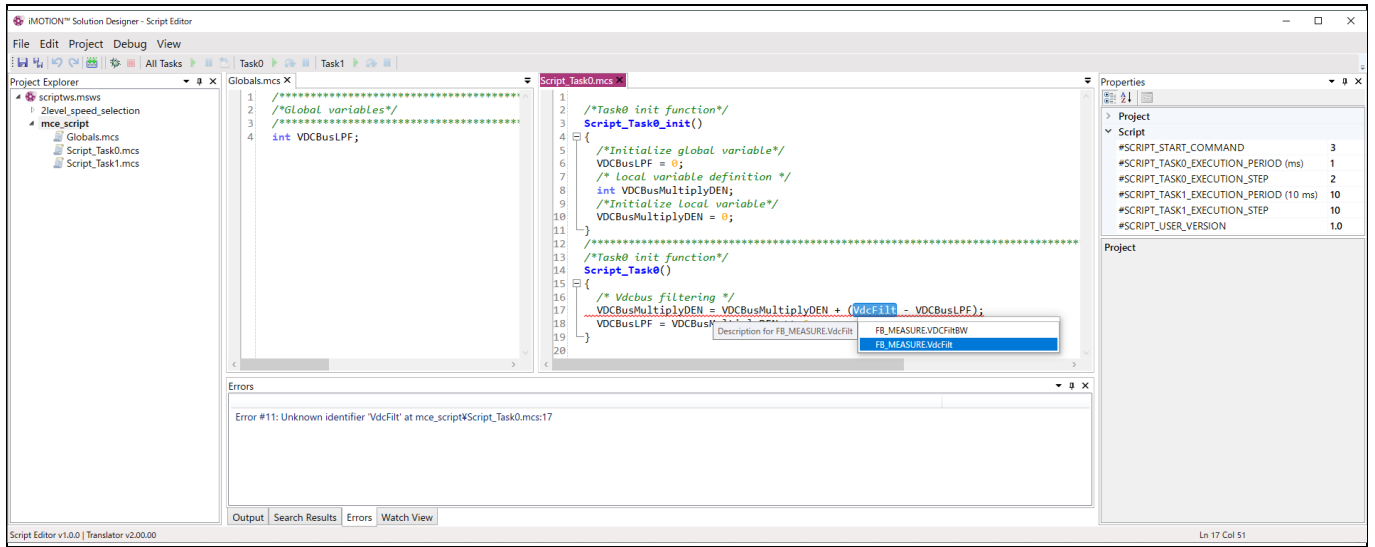 iMOTION™ Solution Designer - Script Editor
File Edit Project Debug View
All Tasks Task0 Task1
Project Explorer
scriptws.msws
2level_speed_selection
mce_script
Globals.mcs
Script_Task0.mcs
Script_Task1.mcs
Globals.mcs
1 /**************************************
2 /*Global variables*/
3 /**************************************
4 int VDCBusLPF;
Script_Task0.mcs
1
2 /*Task0 init function*/
3 Script_Task0_init()
4 {
5 /*Initialize global variable*/
6 VDCBusLPF = 0;
7 /* local variable definition */
8 int VDCBusMultiplyDEN;
9 /*Initialize local variable*/
10 VDCBusMultiplyDEN = 0;
11 }
12 /******************************************************************************
13 /*Task0 init function*/
14 Script_Task0()
15 {
16 /* Vdcbus filtering */
17 VDCBusMultiplyDEN = VDCBusMultiplyDEN + (VdcFilt - VDCBusLPF);
18 VDCBusLPF = VDCBusM
19 }
20
Description for FB_MEASURE.VdcFilt
FB_MEASURE.VDCFiltBW
FB_MEASURE.VdcFilt
Properties
Project
Script
#SCRIPT_START_COMMAND 3
#SCRIPT_TASK0_EXECUTION_PERIOD (ms) 1
#SCRIPT_TASK0_EXECUTION_STEP 2
#SCRIPT_TASK1_EXECUTION_PERIOD (10 ms) 10
#SCRIPT_TASK1_EXECUTION_STEP 10
#SCRIPT_USER_VERSION 1.0
Project
Errors
Error #11: Unknown identifier 'VdcFilt' at mce_script¥Script_Task0.mcs:17
Output Search Results Errors Watch View
Script Editor v1.0.0 | Translator v2.00.00
Ln 17 Col 51